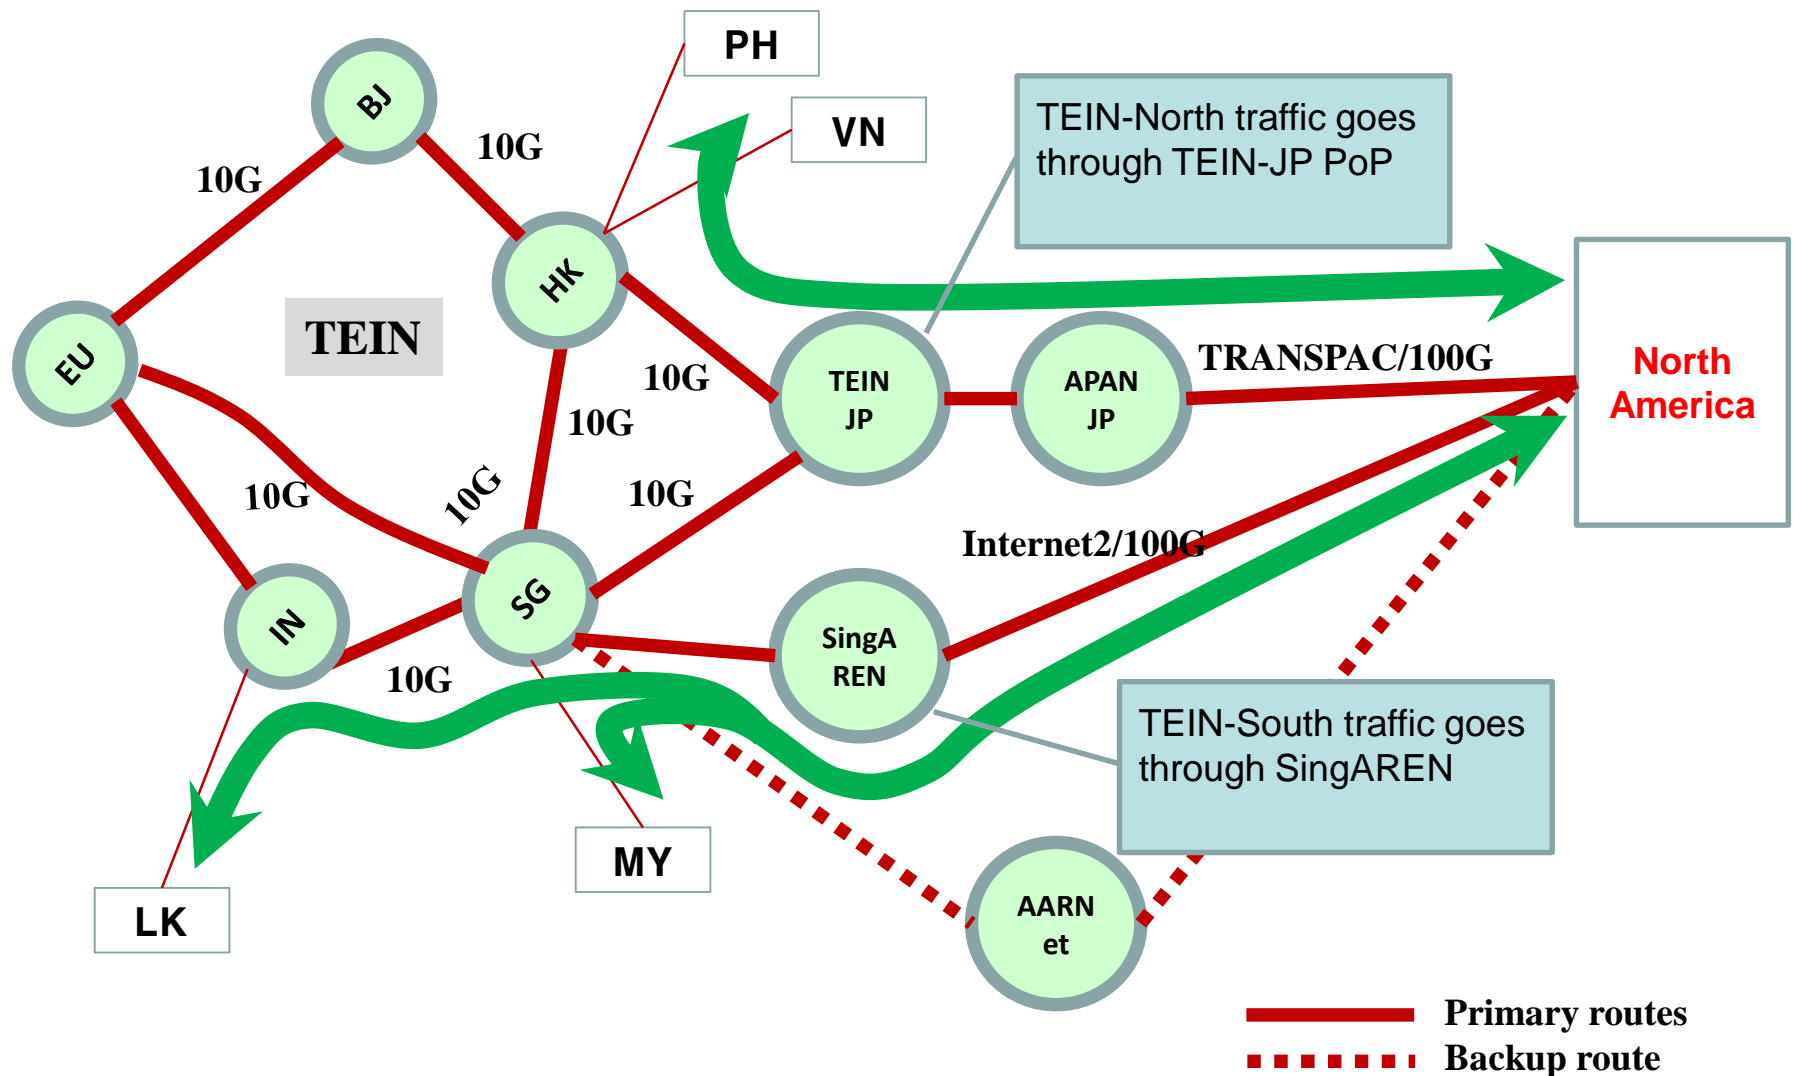 PH
BJ
TEIN-North traffic goes
through TEIN-JP PoP
VN
10G
10G
HK
TEIN
EU
North
America
TRANSPAC/100G
10G
TEIN
JP
APAN
JP
10G
10G
10G
10G
Internet2/100G
SG
IN
SingA
REN
10G
TEIN-South traffic goes
through SingAREN
MY
LK
AARN
et
Primary routes
Backup route